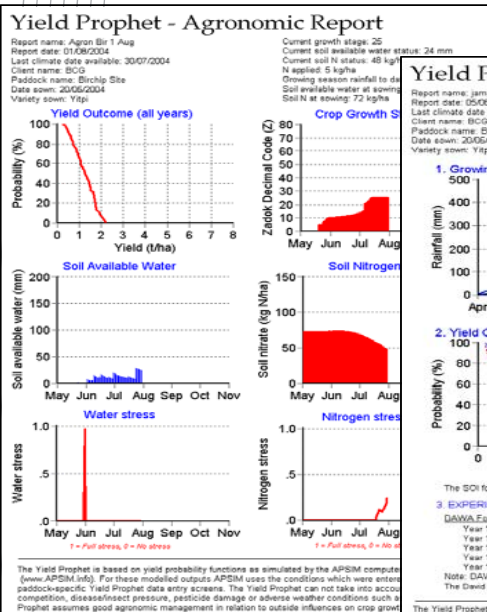 Yield Prophet - Agronomic Report
Report name: Agron Bir 1 Aug
Report date: 01/08/2004
Last climate date available: 30/07/2004
Client name: BCG
Paddock name: Birchip Site
Date sown: 20/05/2004
Variety sown: Yitpi
Current growth stage: 25
Current soil available water status: 24 mm
Current soil N status: 48 kg/
N applied: 5 kg/ha
Growing season rainfall to da
Soil available water at sowing
Soil N at sowing: 72 kg/ha
Yield Outcome (all years)
Probability (%)
100
80
60
40
20
0
0 1 2 3 4 5 6 7 8
Yield (t/ha)
Crop Growth S
Zadok Decimal Code (Z)
80
70
60
50
40
30
20
10
0
May Jun Jul Aug
Soil Available Water
Soil available water (mm)
200
150
100
50
0
May Jun Jul Aug Sep Oct Nov
Soil Nitrogen
Soil nitrate (kg N/ha)
150
100
50
0
May Jun Jul Aug
Water stress
Water stress
1.0
.5
.0
May Jun Jul Aug Sep Oct Nov
1 = Full stress, 0 = No stress
Nitrogen stres
Nitrogen stress
1.0
.5
.0
May Jun Jul Aug
1 = Full stress, 0 = No st
The Yield Prophet is based on yield probability functions as simulated by the APSIM compute
(www.APSIM.info). For these modelled outputs APSIM uses the conditions which were entere
paddock-specific Yield Prophet data entry screens. The Yield Prophet can not take into accou
competition, disease/insect pressure, pesticide damage or adverse weather conditions such a
Prophet assumes good agronomic management in relation to outside influences on crop growt
Yield P
Report name: jam
Report date: 05/08
Last climate date
Client name: BCG
Paddock name: B
Date sown: 20/05/
Variety sown: Yitp
1. Growin
Rainfall (mm)
500
400
300
200
100
0
Apr
2. Yield O
Probability (%)
100
80
60
40
20
0
0
The SOI fo
3. EXPERI
DAWA Fo
Year
Year
Year
Year
Note: DAW
The David
The Yield Prophe